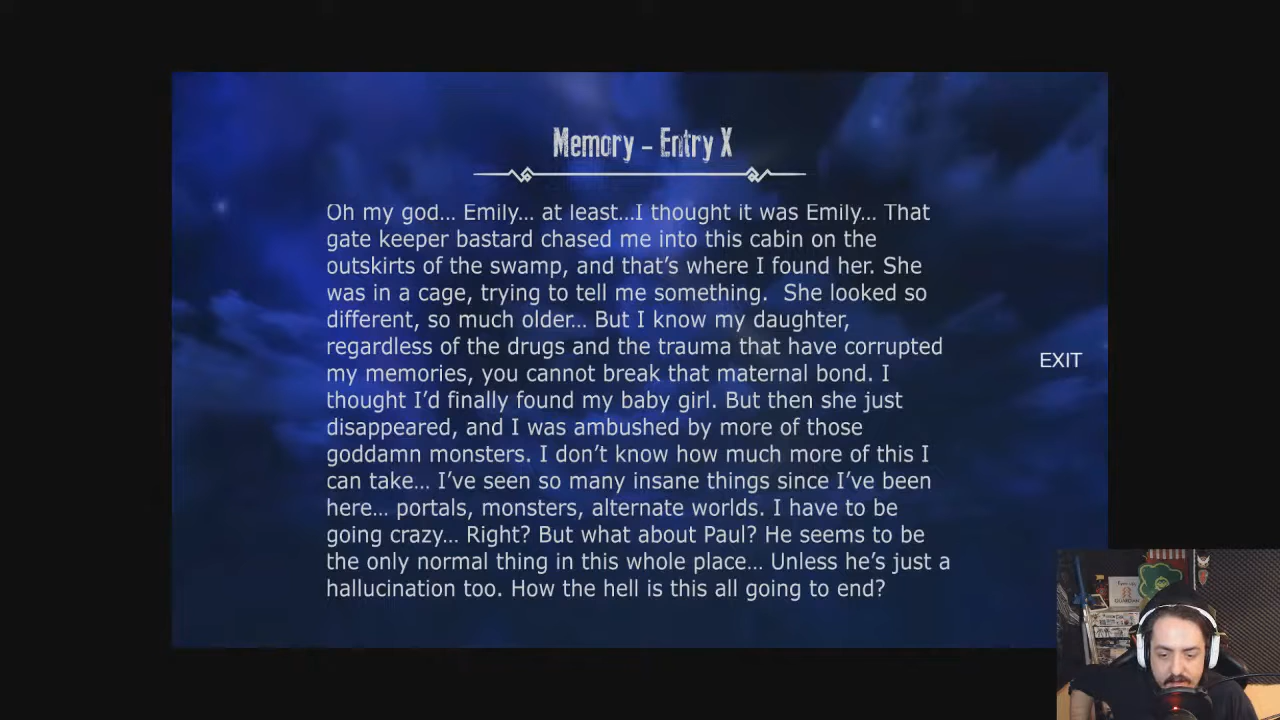 Memory – Entry X
Oh my god... Emily... at least...I thought it was Emily... That
gate keeper bastard chased me into this cabin on the
outskirts of the swamp, and that's where I found her. She
was in a cage, trying to tell me something.  She looked so
different, so much older... But I know my daughter,
regardless of the drugs and the trauma that have corrupted
my memories, you cannot break that maternal bond. I
thought I'd finally found my baby girl. But then she just
disappeared, and I was ambushed by more of those
goddamn monsters. I don't know how much more of this I
can take... I've seen so many insane things since I've been
here... portals, monsters, alternate worlds. I have to be
going crazy... Right? But what about Paul? He seems to be
the only normal thing in this whole place... Unless he's just a
hallucination too. How the hell is this all going to end?
EXIT